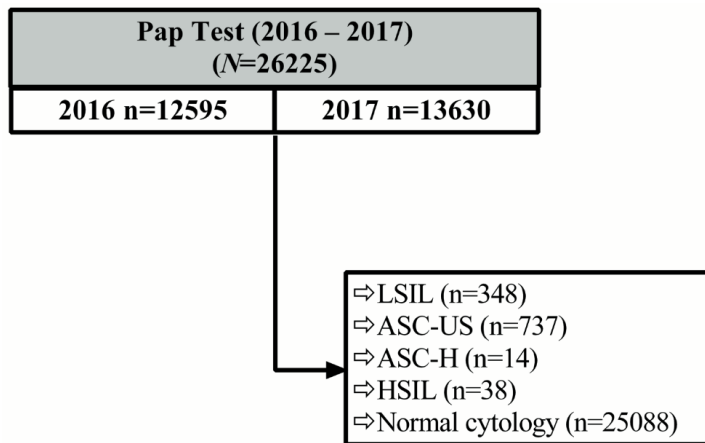 Pap Test (2016 – 2017)
(N=26225)
2016 n=12595 2017 n=13630
⇨LSIL (n=348)
⇨ASC-US (n=737)
⇨ASC-H (n=14)
⇨HSIL (n=38)
⇨Normal cytology (n=25088)